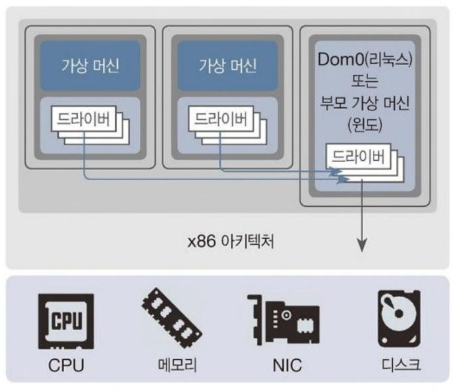 가상 머신
드라이버
가상 머신
드라이버
Dom0(리눅스)
또는
부모 가상 머신
(윈도)
드라이버
x86 아키텍처
CPU
CPU
메모리
NIC
디스크